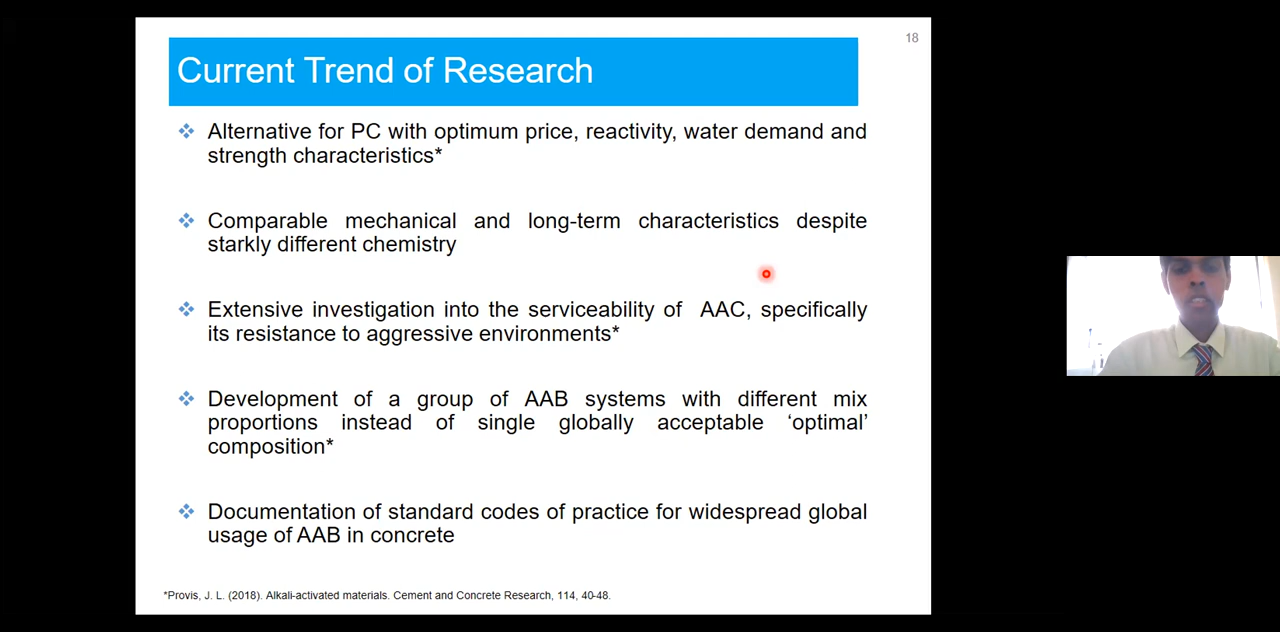 18
Current Trend of Research
Alternative for PC with optimum price, reactivity, water demand and
strength characteristics*
Comparable mechanical and long-term characteristics despite
starkly different chemistry
Extensive investigation into the serviceability of AAC, specifically
its resistance to aggressive environments*
Development of a group of AAB systems with different mix
proportions instead of single globally acceptable ‘optimal’
composition*
Documentation of standard codes of practice for widespread global
usage of AAB in concrete
*Provis, J. L. (2018). Alkali-activated materials. Cement and Concrete Research, 114, 40-48.